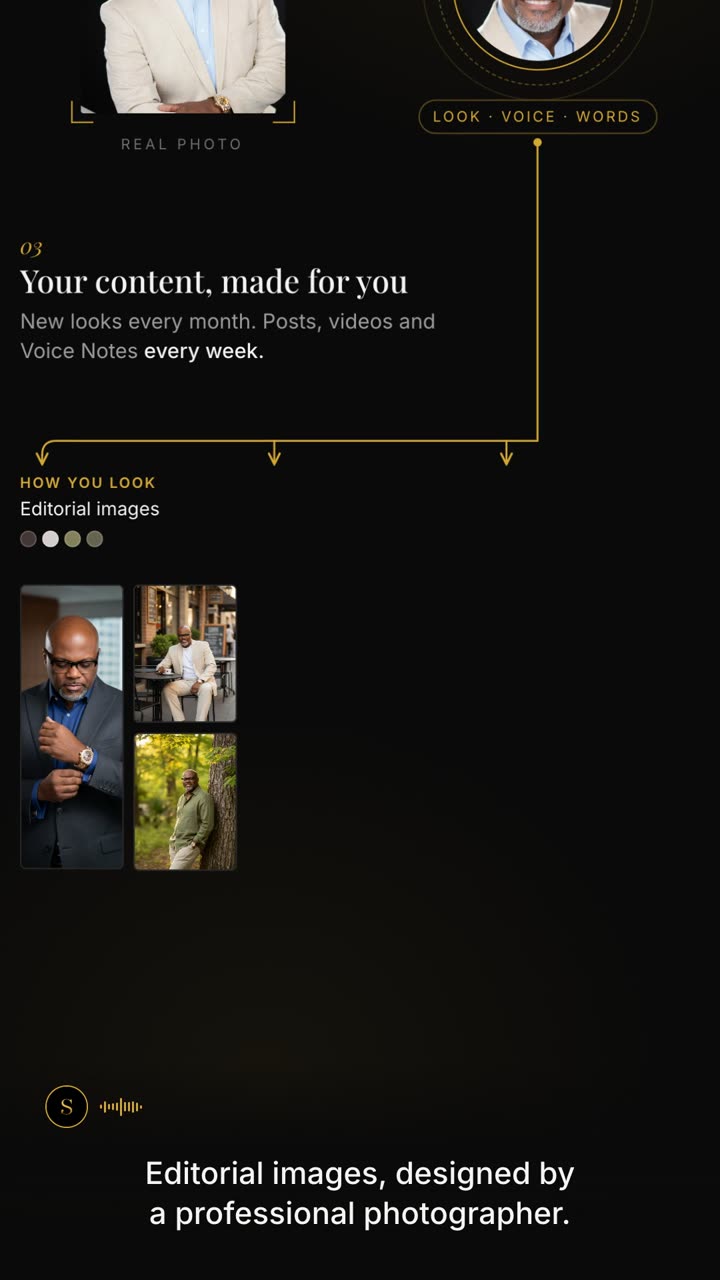 REAL PHOTO
LOOK · VOICE · WORDS
03
Your content, made for you
New looks every month. Posts, videos and
Voice Notes every week.
HOW YOU LOOK
Editorial images
S
Editorial images, designed by
a professional photographer.